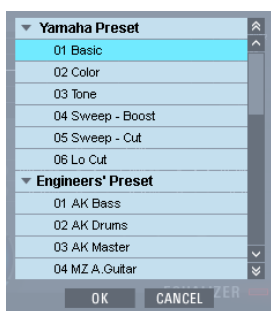 Yamaha Preset
01 Basic
02 Color
03 Tone
04 Sweep - Boost
05 Sweep - Cut
06 Lo Cut
Engineers' Preset
01 AK Bass
02 AK Drums
03 AK Master
04 MZ A.Guitar
OK CANCEL